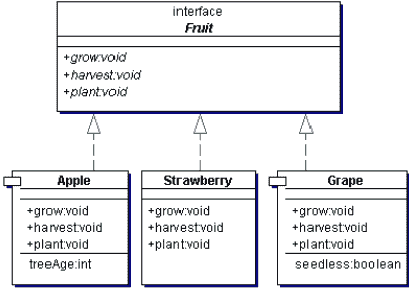 interface
Fruit
+grow:void
+harvest:void
+plant:void
Apple
+grow:void
+harvest:void
+plant:void
treeAge:int
Strawberry
+grow:void
+harvest:void
+plant:void
Grape
+grow:void
+harvest:void
+plant:void
seedless:boolean